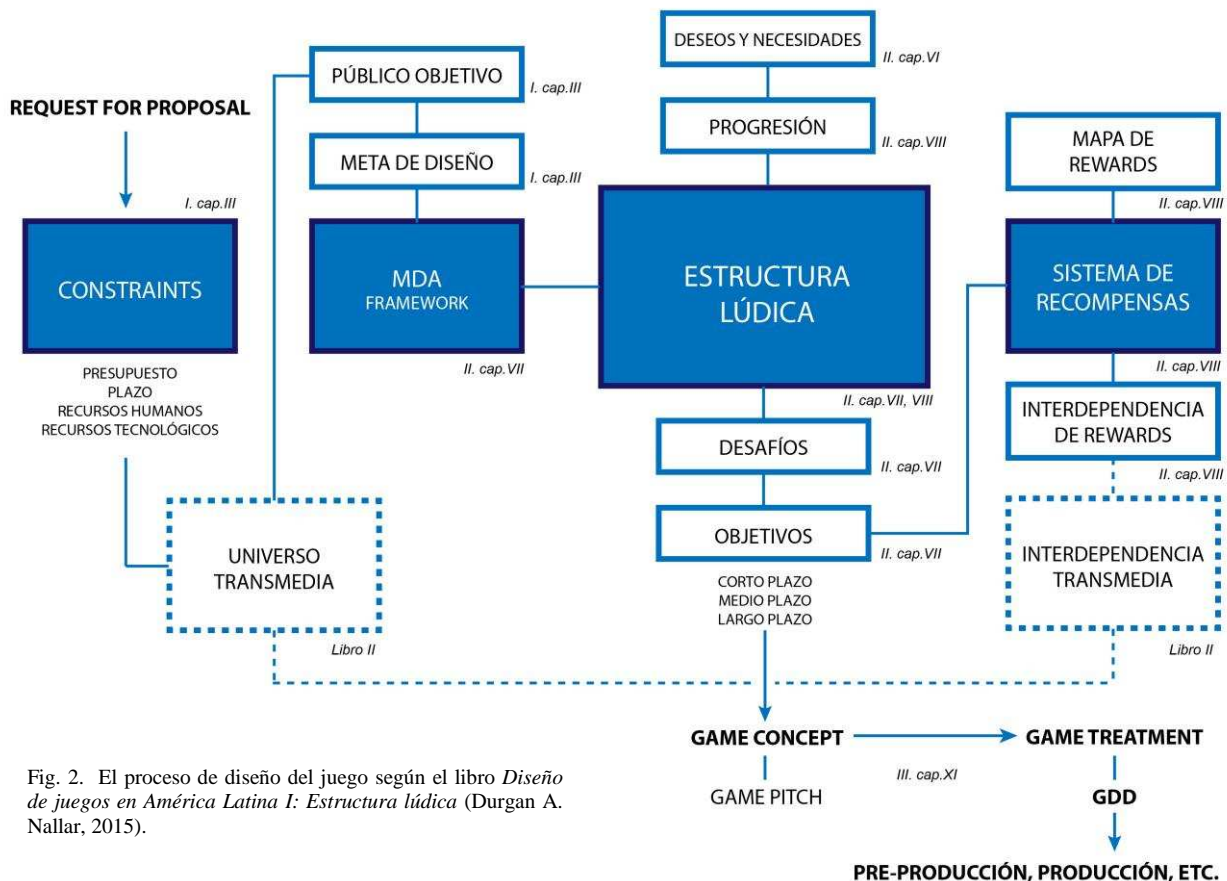 REQUEST FOR PROPOSAL
I. cap.III
CONSTRAINTS
PRESUPUESTO
PLAZO
RECURSOS HUMANOS
RECURSOS TECNOLÓGICOS
UNIVERSO
TRANSMEDIA
Libro II
PÚBLICO OBJETIVO
I. cap.III
META DE DISEÑO
I. cap.III
MDA
FRAMEWORK
II. cap.VII
DESEOS Y NECESIDADES
II. cap.VI
PROGRESIÓN
II. cap.VIII
ESTRUCTURA
LÚDICA
II. cap.VII, VIII
DESAFÍOS
II. cap.VII
OBJETIVOS
II. cap.VII
CORTO PLAZO
MEDIO PLAZO
LARGO PLAZO
MAPA DE
REWARDS
II. cap.VIII
SISTEMA DE
RECOMPENSAS
II. cap.VIII
INTERDEPENDENCIA
DE REWARDS
II. cap.VIII
INTERDEPENDENCIA
TRANSMEDIA
Libro II
GAME CONCEPT
GAME PITCH
III. cap.XI
GAME TREATMENT
GDD
PRE-PRODUCCIÓN, PRODUCCIÓN, ETC.
Fig. 2. El proceso de diseño del juego según el libro Diseño
de juegos en América Latina I: Estructura lúdica (Durgan A.
Nallar, 2015).